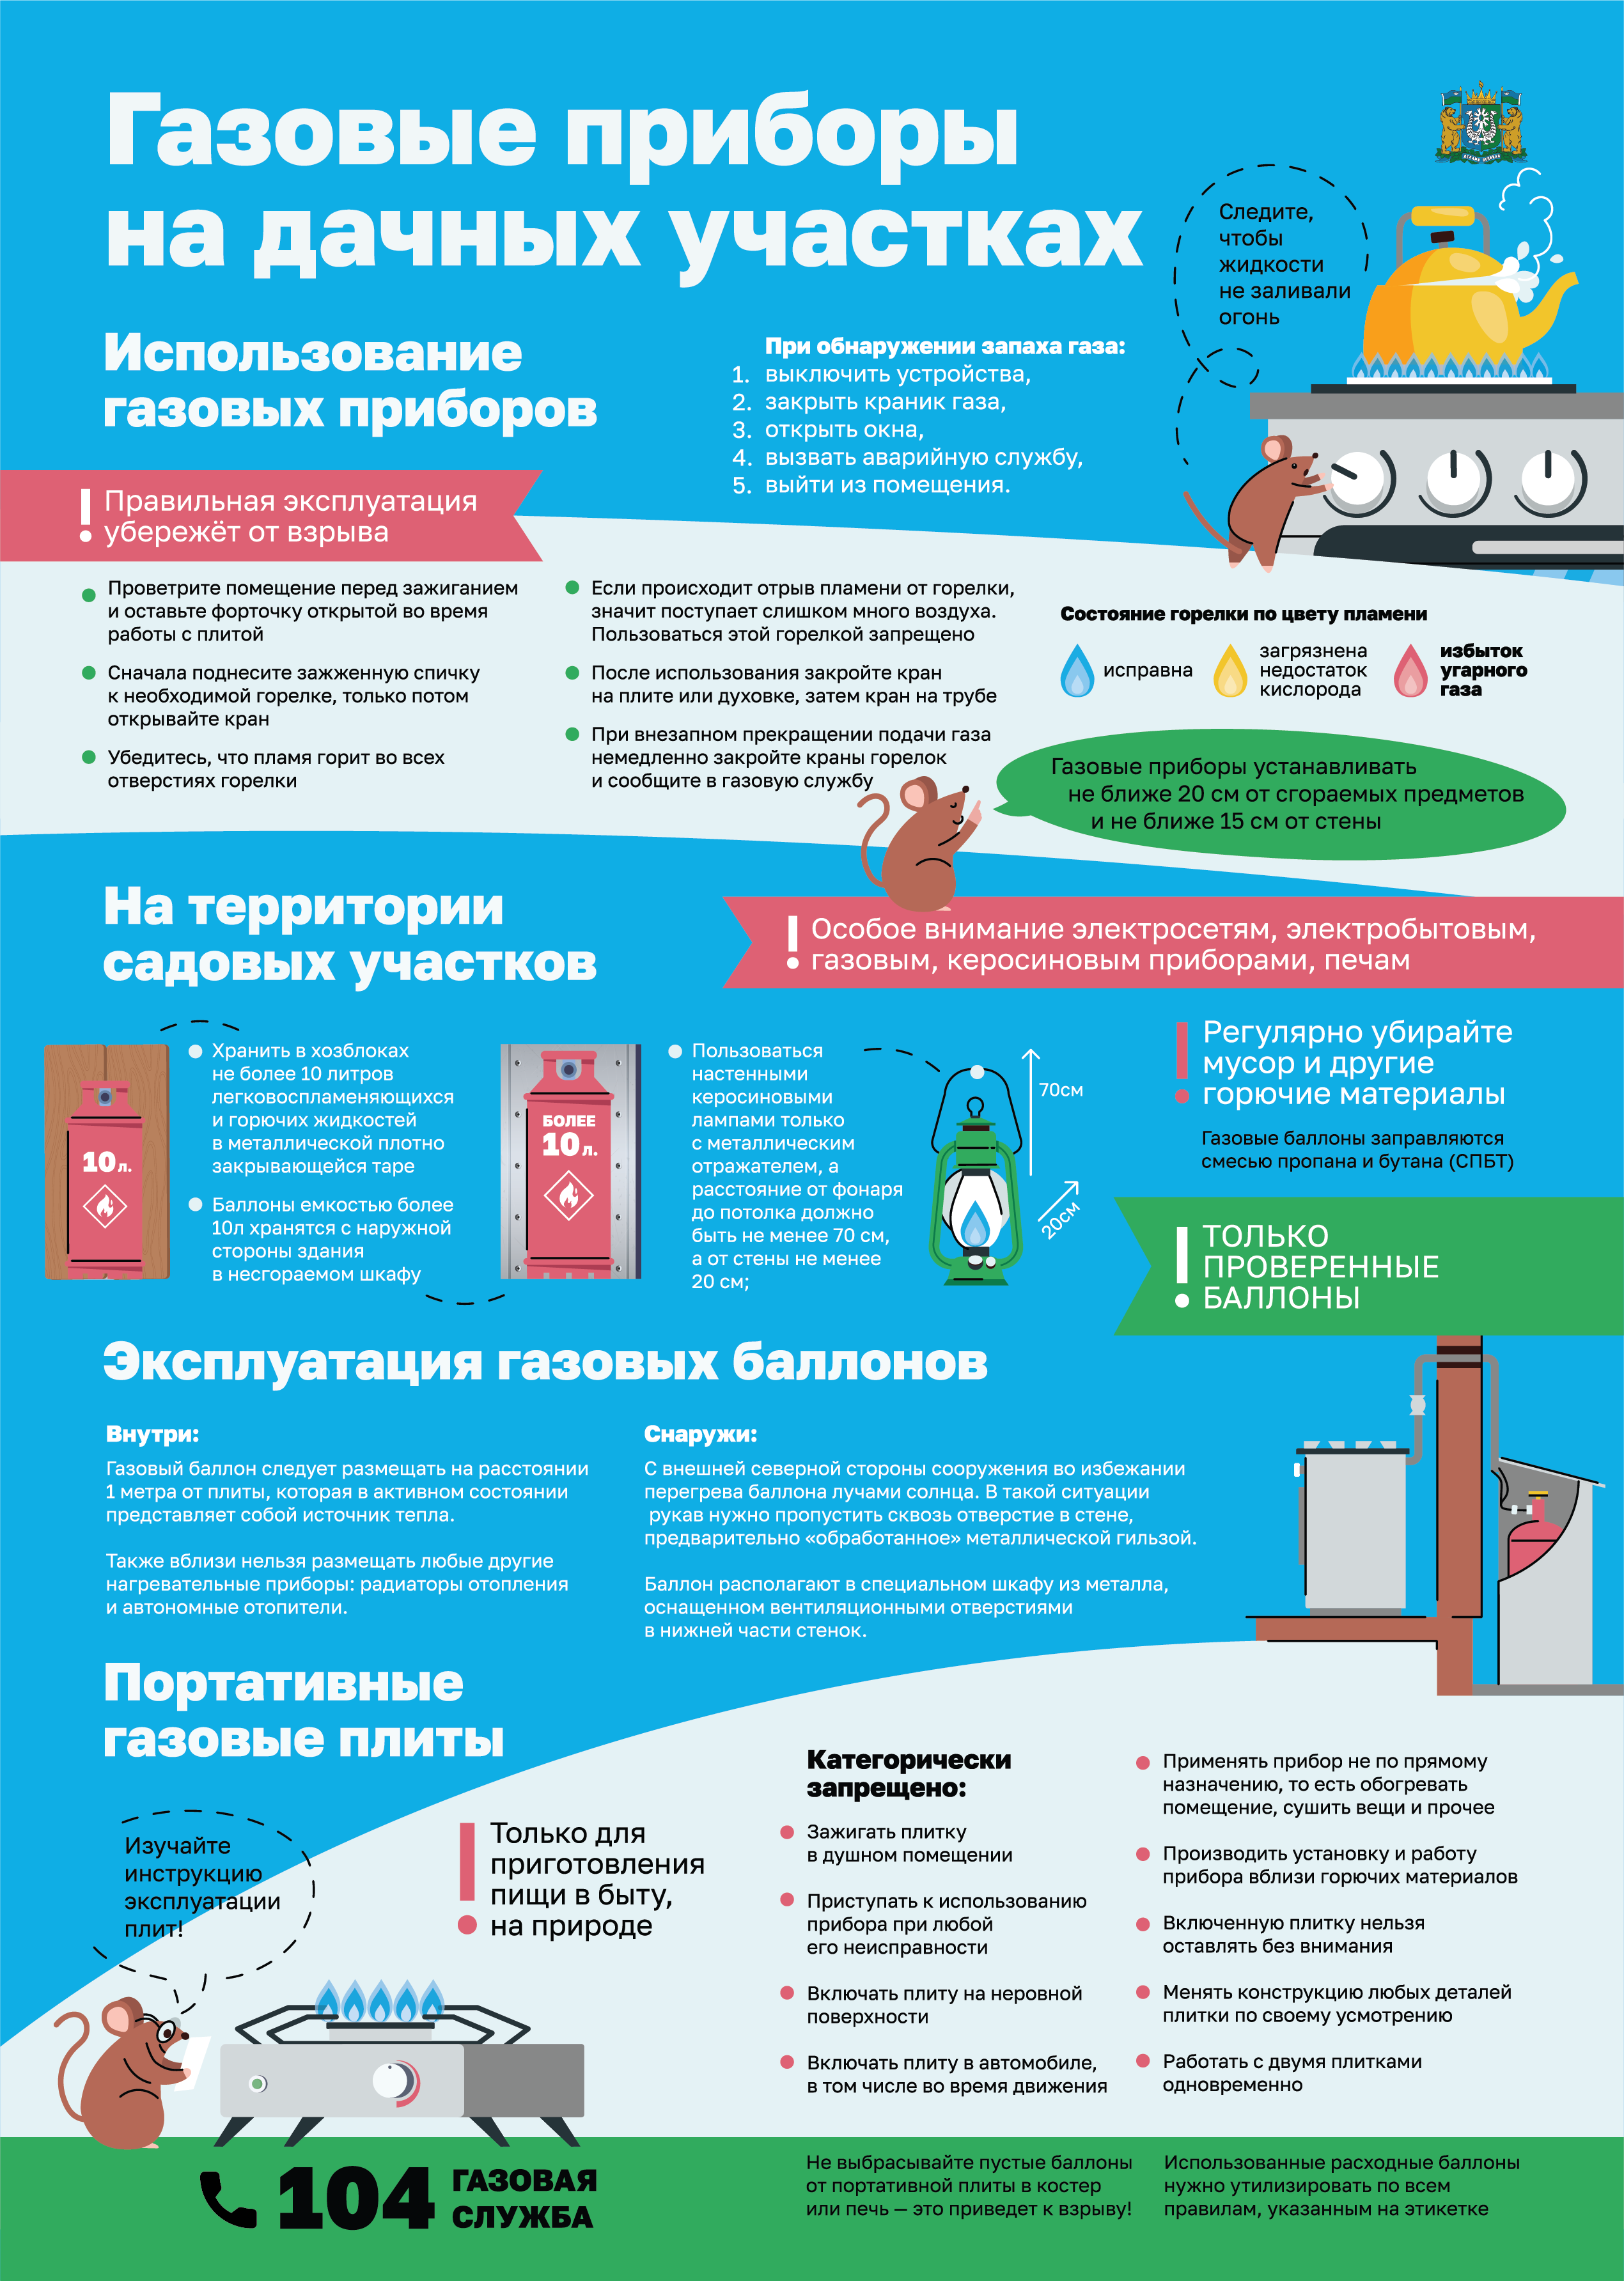 Газовые приборы
на дачных участках
Следите,
чтобы
жидкости
не заливали
огонь
Использование
газовых приборов
При обнаружении запаха газа:
1. выключить устройства,
2. закрыть краник газа,
3. открыть окна,
4. вызвать аварийную службу,
5. выйти из помещения.
! Правильная эксплуатация
убережёт от взрыва
Проветрите помещение перед зажиганием
и оставьте форточку открытой во время
работы с плитой
Сначала поднесите зажженную спичку
к необходимой горелке, только потом
открывайте кран
Убедитесь, что пламя горит во всех
отверстиях горелки
Если происходит отрыв пламени от горелки,
значит поступает слишком много воздуха.
Пользоваться этой горелкой запрещено
После использования закройте кран
на плите или духовке, затем кран на трубе
При внезапном прекращении подачи газа
немедленно закройте краны горелок
и сообщите в газовую службу
Состояние горелки по цвету пламени
исправна
загрязнена
недостаток
кислорода
избыток
угарного
газа
Газовые приборы устанавливать
не ближе 20 см от сгораемых предметов
и не ближе 15 см от стены
На территории
садовых участков
! Особое внимание электросетям, электробытовым,
газовым, керосиновым приборами, печам
10л.
Хранить в хозблоках
не более 10 литров
легковоспламеняющихся
и горючих жидкостей
в металлической плотно
закрывающейся таре
Баллоны емкостью более
10л хранятся с наружной
стороны здания
в несгораемом шкафу
БОЛЕЕ
10л.
Пользоваться
настенными
керосиновыми
лампами только
с металлическим
отражателем, а
расстояние от фонаря
до потолка должно
быть не менее 70 см,
а от стены не менее
20 см;
70см
20см
! Регулярно убирайте
мусор и другие
горючие материалы
Газовые баллоны заправляются
смесью пропана и бутана (СПБТ)
! ТОЛЬКО
ПРОВЕРЕННЫЕ
БАЛЛОНЫ
Эксплуатация газовых баллонов
Внутри:
Газовый баллон следует размещать на расстоянии
1 метра от плиты, которая в активном состоянии
представляет собой источник тепла.
Также вблизи нельзя размещать любые другие
нагревательные приборы: радиаторы отопления
и автономные отопители.
Снаружи:
С внешней северной стороны сооружения во избежании
перегрева баллона лучами солнца. В такой ситуации
рукав нужно пропустить сквозь отверстие в стене,
предварительно «обработанное» металлической гильзой.
Баллон располагают в специальном шкафу из металла,
оснащенном вентиляционными отверстиями
в нижней части стенок.
Портативные
газовые плиты
Изучайте
инструкцию
эксплуатации
плит!
! Только для
приготовления
пищи в быту,
на природе
Категорически
запрещено:
Зажигать плитку
в душном помещении
Приступать к использованию
прибора при любой
его неисправности
Включать плиту на неровной
поверхности
Включать плиту в автомобиле,
в том числе во время движения
Применять прибор не по прямому
назначению, то есть обогревать
помещение, сушить вещи и прочее
Производить установку и работу
прибора вблизи горючих материалов
Включенную плитку нельзя
оставлять без внимания
Менять конструкцию любых деталей
плитки по своему усмотрению
Работать с двумя плитками
одновременно
104 ГАЗОВАЯ
СЛУЖБА
Не выбрасывайте пустые баллоны
от портативной плиты в костер
или печь — это приведет к взрыву!
Использованные расходные баллоны
нужно утилизировать по всем
правилам, указанным на этикетке